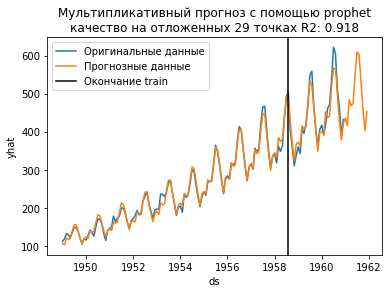 Мультипликативный прогноз с помощью prophet
качество на отложенных 29 точках R2: 0.918
Оригинальные данные
Прогнозные данные
Окончание train
yhat
600
500
400
300
200
100
1950
1952
1954
1956
1958
1960
1962
ds